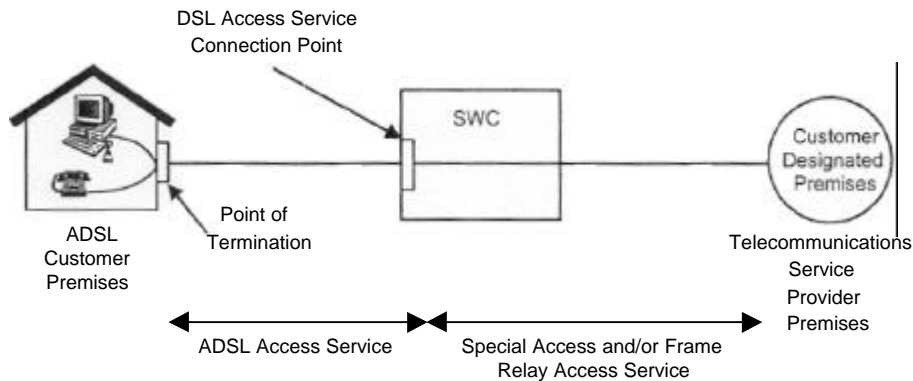 DSL Access Service
Connection Point
SWC
Customer
Designated
Premises
Point of
Termination
ADSL
Customer
Premises
Telecommunications
Service
Provider
Premises
ADSL Access Service
Special Access and/or Frame
Relay Access Service